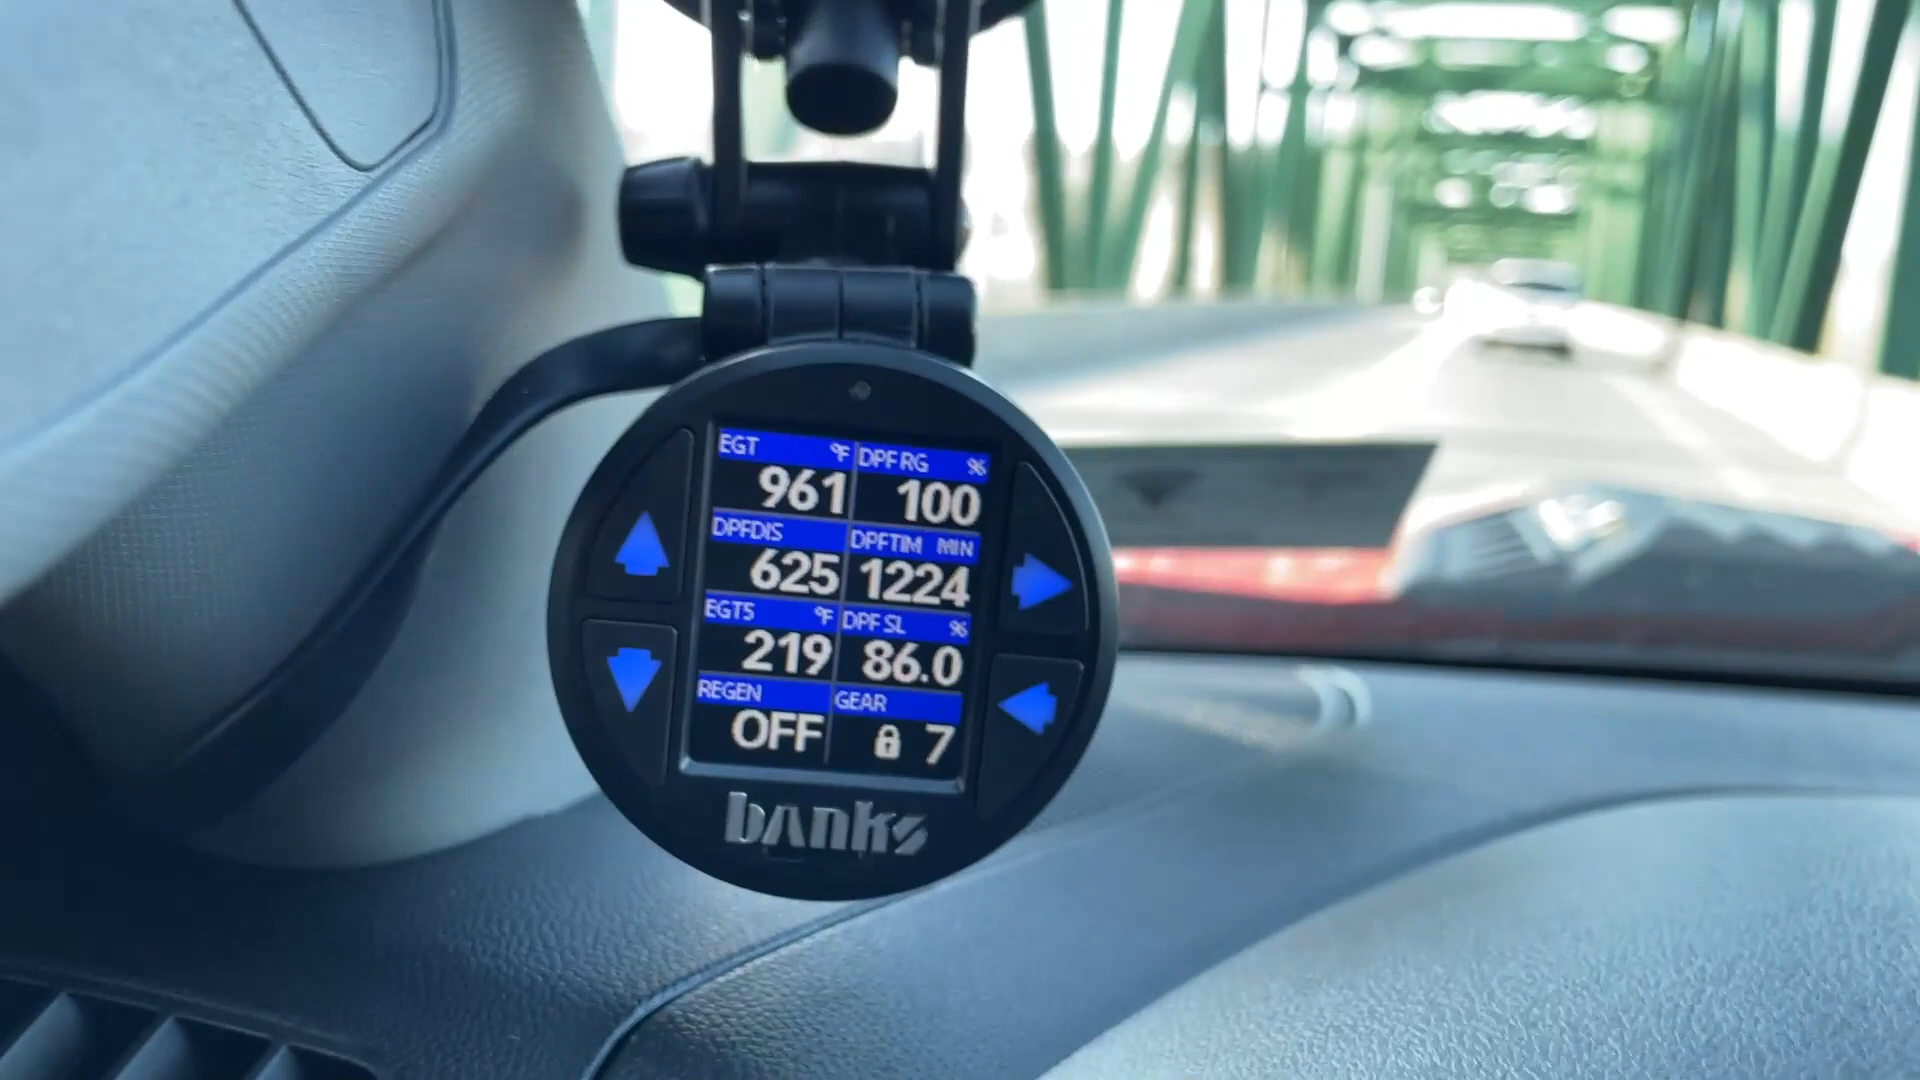 EGT °F DPF RG %
961 100
DPFDIS DPFTIM MIN
625 1224
EGT5 °F DPF SL %
219 86.0
REGEN GEAR
OFF 7
banks